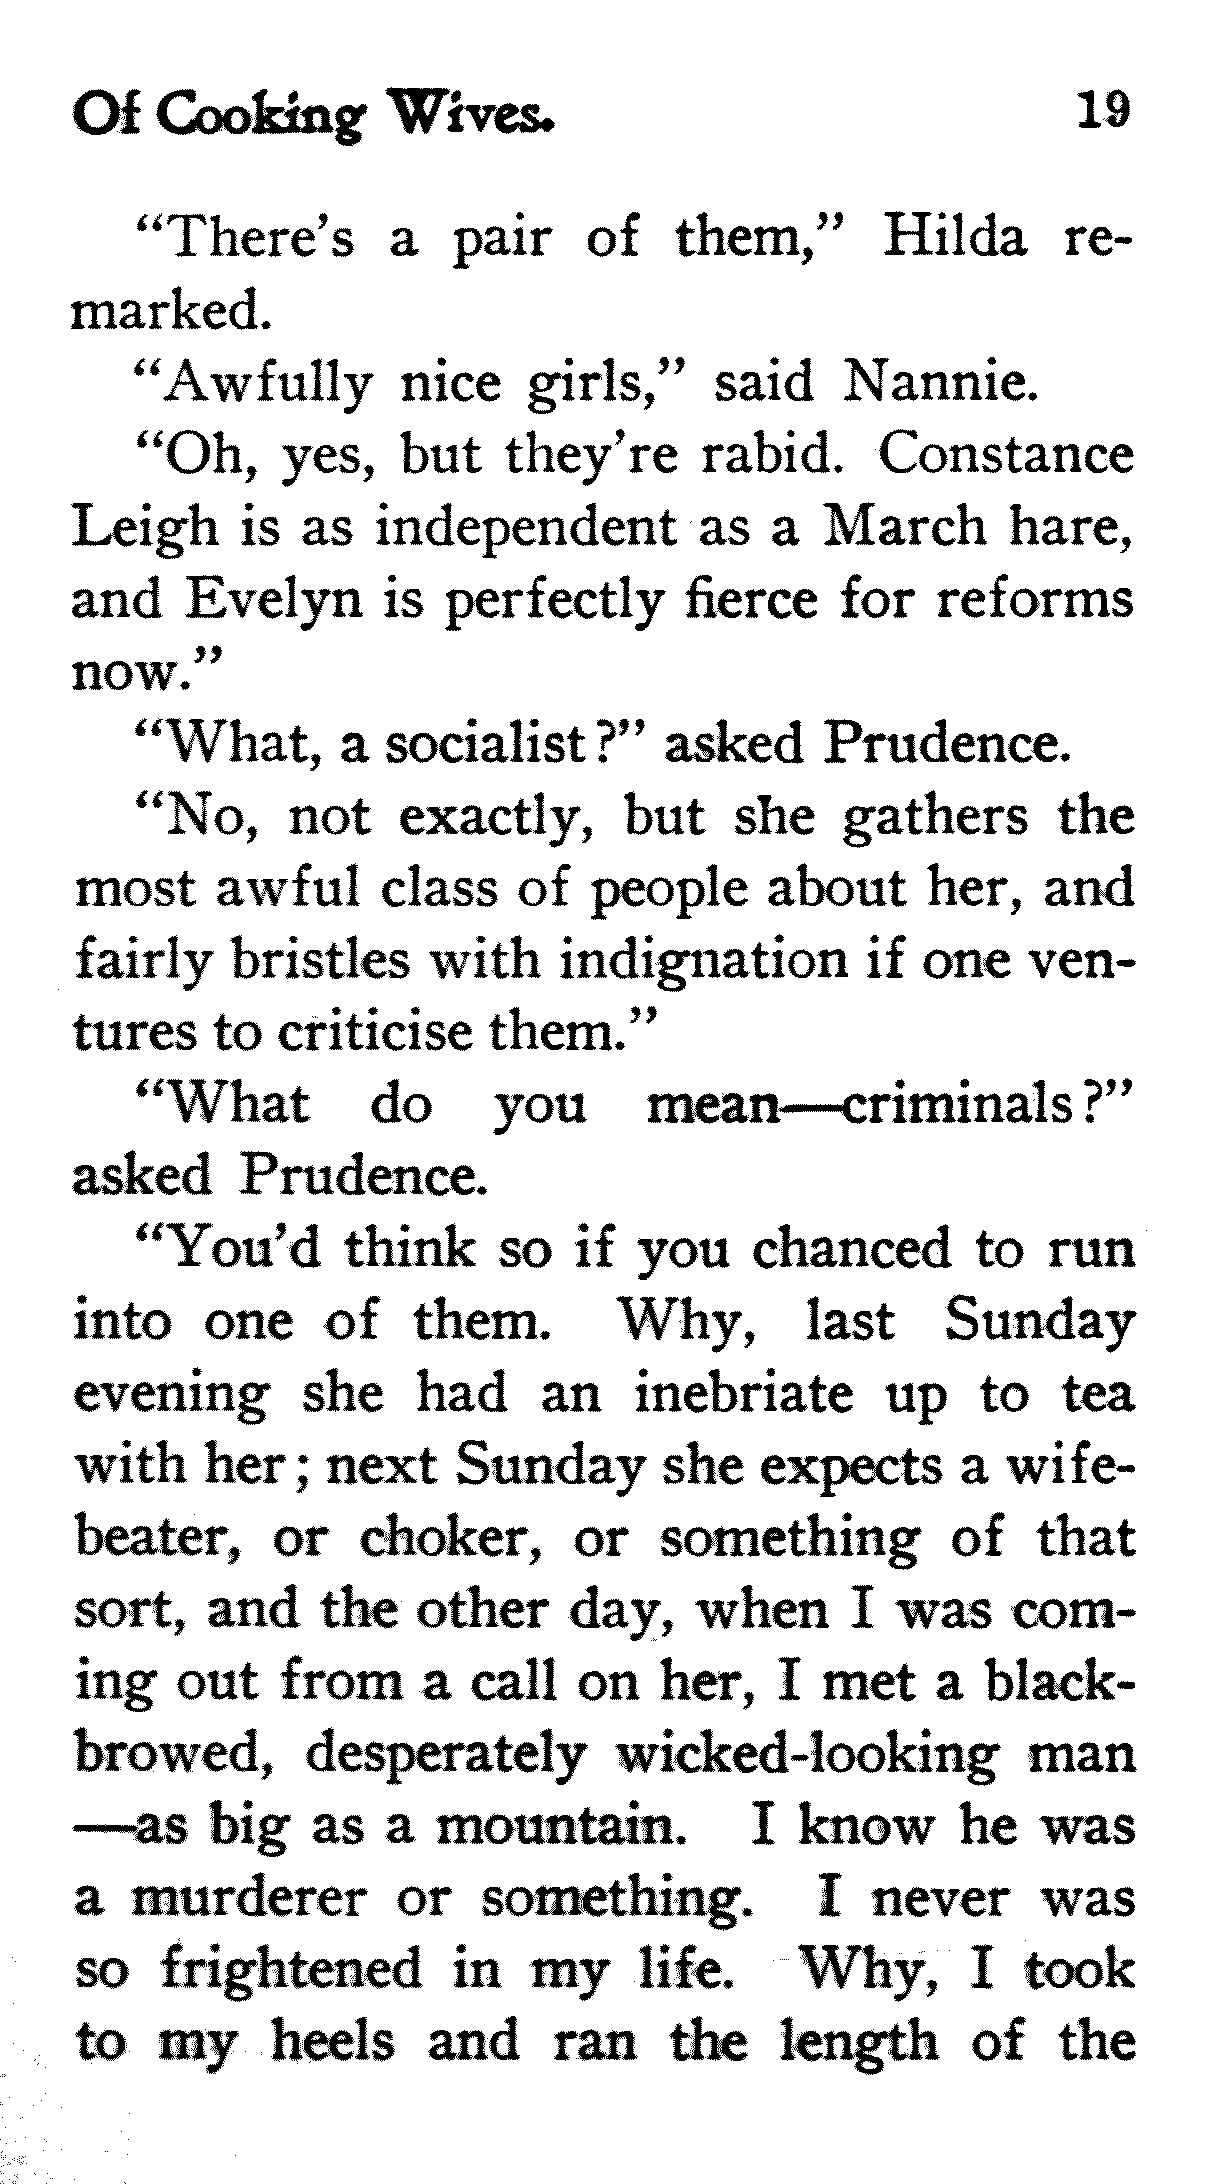 Of Cooking Wives. 19
“There’s a pair of them,” Hilda re-
marked.
“Awfully nice girls,” said Nannie.
“Oh, yes, but they’re rabid. Constance
Leigh is as independent as a March hare,
and Evelyn is perfectly fierce for reforms
now.”
“What, a socialist?” asked Prudence.
“No, not exactly, but she gathers the
most awful class of people about her, and
fairly bristles with indignation if one ven-
tures to criticise them.”
“What do you mean—criminals?”
asked Prudence.
“You’d think so if you chanced to run
into one of them. Why, last Sunday
evening she had an inebriate up to tea
with her; next Sunday she expects a wife-
beater, or choker, or something of that
sort, and the other day, when I was com-
ing out from a call on her, I met a black-
browed, desperately wicked-looking man
—as big as a mountain. I know he was
a murderer or something. I never was
so frightened in my life. Why, I took
to my heels and ran the length of the